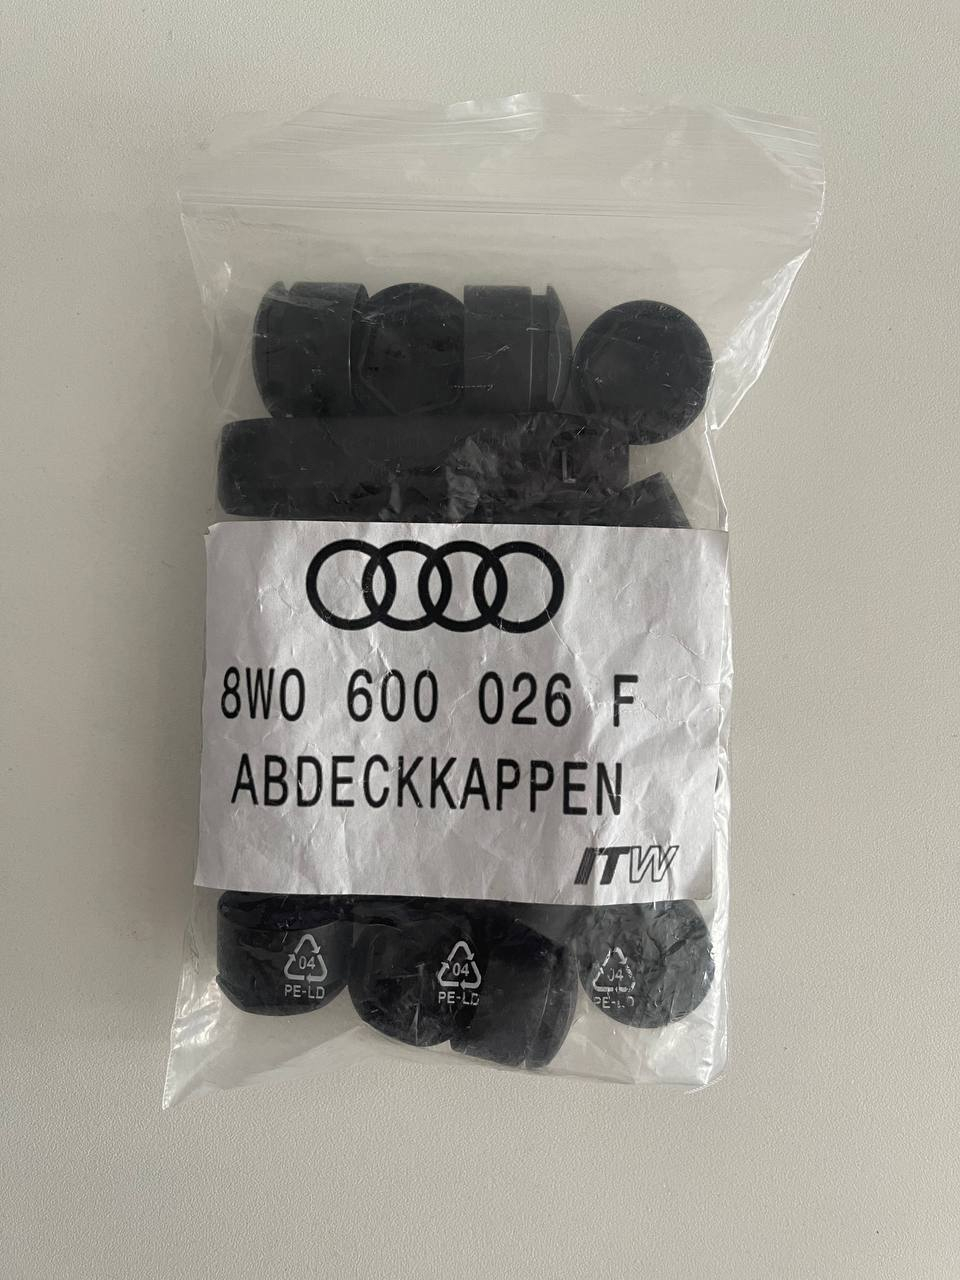 8W0 600 026 F
ABDECKKAPPEN
ITW
04
PE-LD
04
PE-LD
04
PE-LD